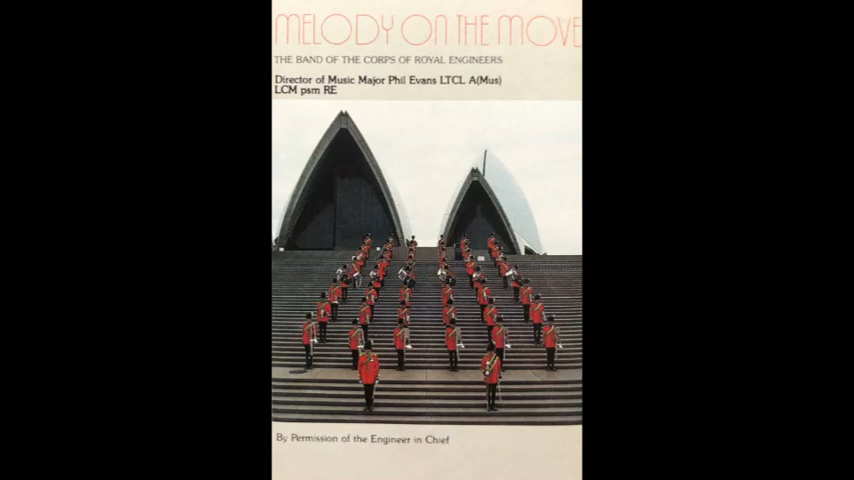 MELODY ON THE MOVE
THE BAND OF THE CORPS OF ROYAL ENGINEERS
Director of Music Major Phil Evans LTCL A(Mus)
LCM psm RE
By Permission of the Engineer in Chief